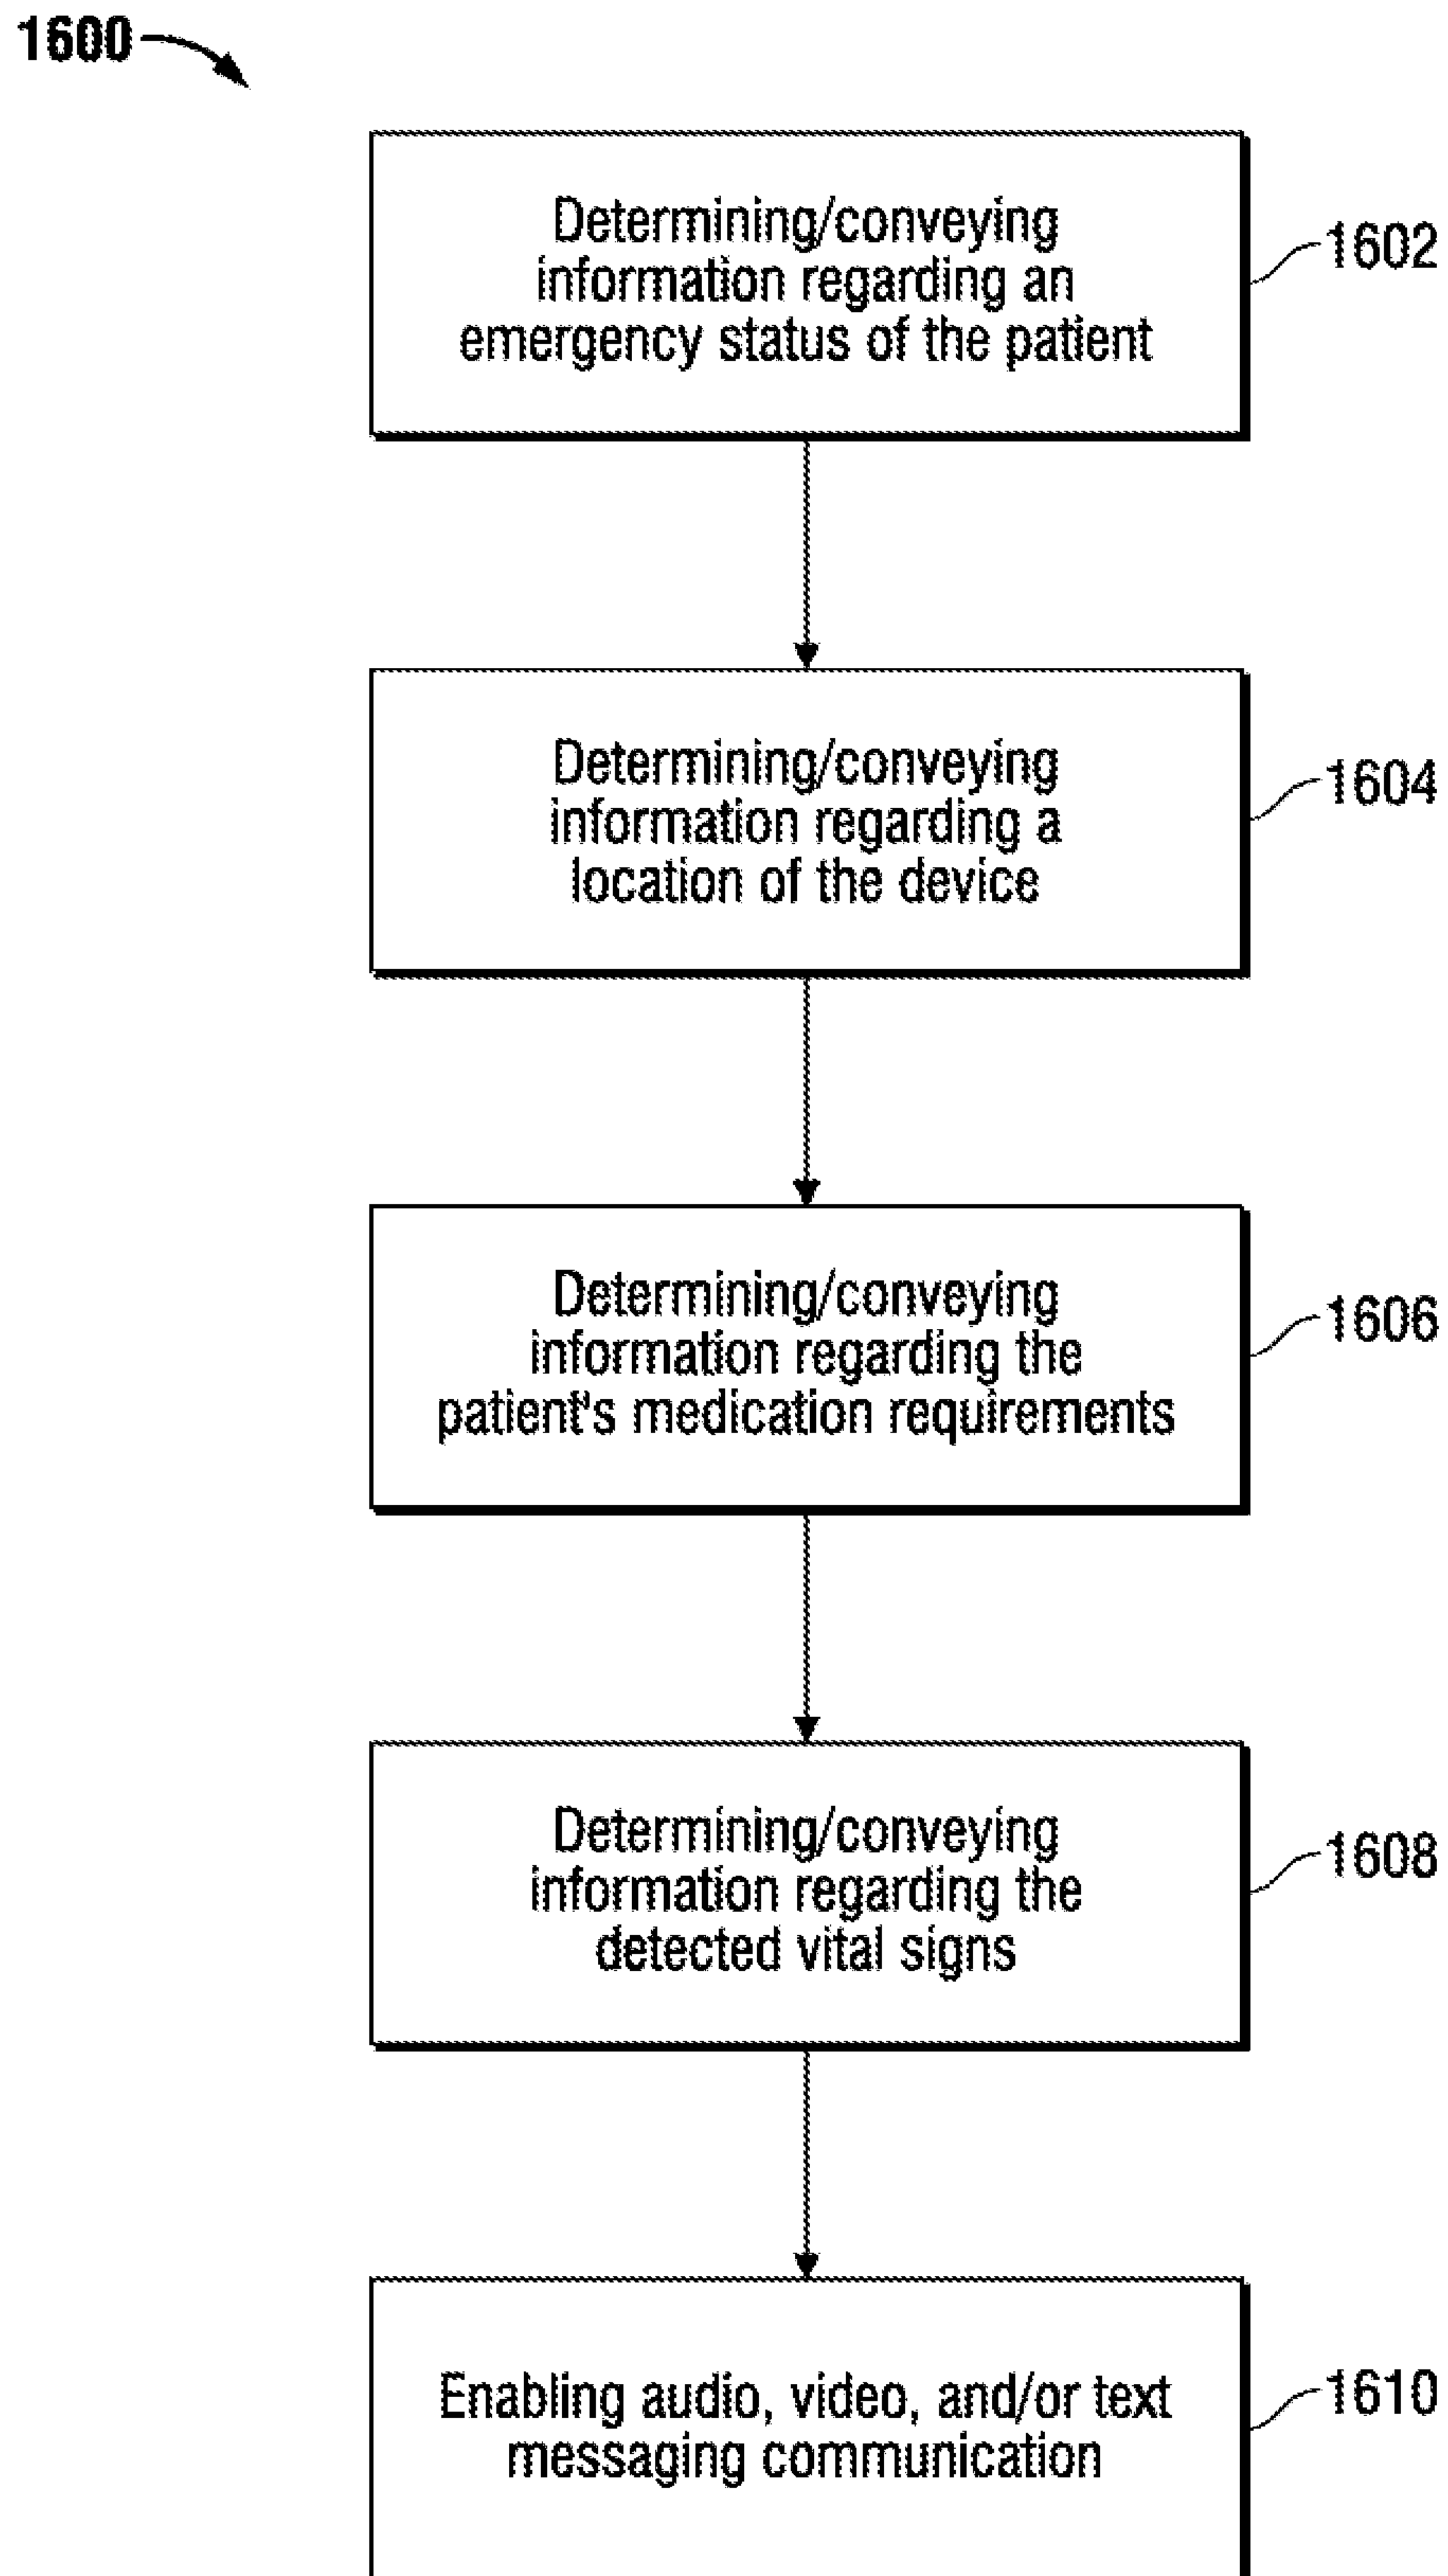 1600
Determining/conveying
information regarding an
emergency status of the patient
1602
Determining/conveying
information regarding a
location of the device
1604
Determining/conveying
information regarding the
patient's medication requirements
1606
Determining/conveying
information regarding the
detected vital signs
1608
Enabling audio, video, and/or text
messaging communication
1610